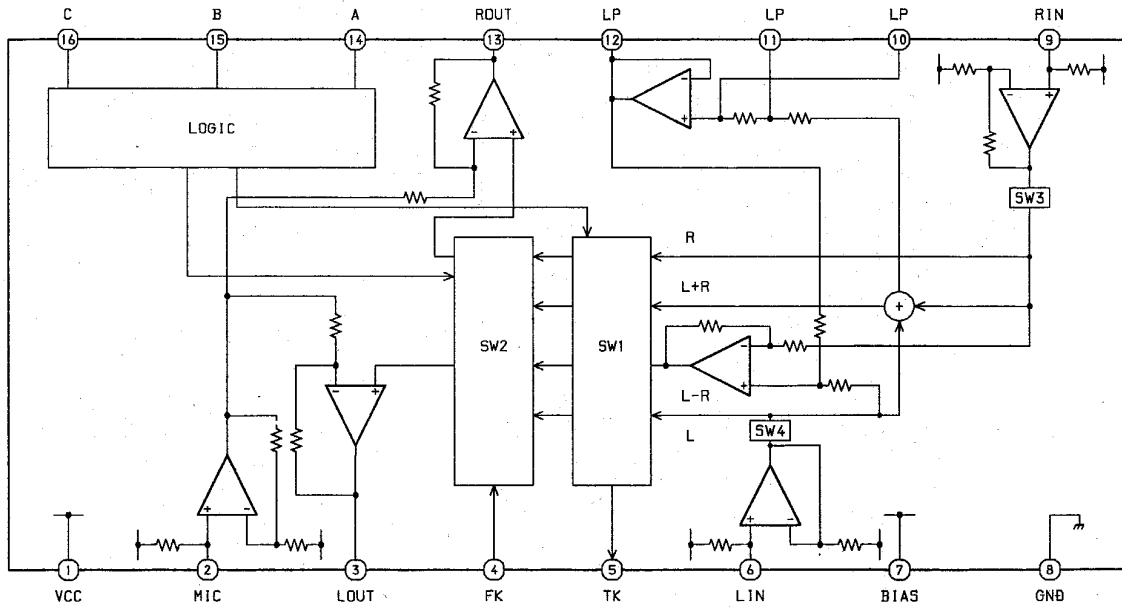 C B A ROUT LP LP LP RIN
16 15 14 13 12 11 10 9
- +
LOGIC
-
+
- +
SW3
R
L+R
+
SW2
SW1
-
+
- +
L-R
L
SW4
+ -
+ -
1 2 3 4 5 6 7 8
VCC MIC LOUT FK TK LIN BIAS GND